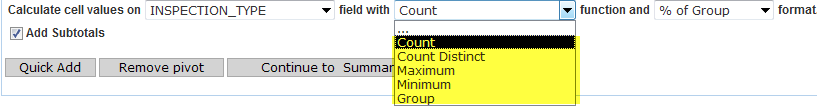 Calculate cell values on INSPECTION_TYPE field with Count function and % of Group format.
...
Add Subtotals Count
Count Distinct
Quick Add Remove pivot Continue to Summar Maximum
Minimum
Group